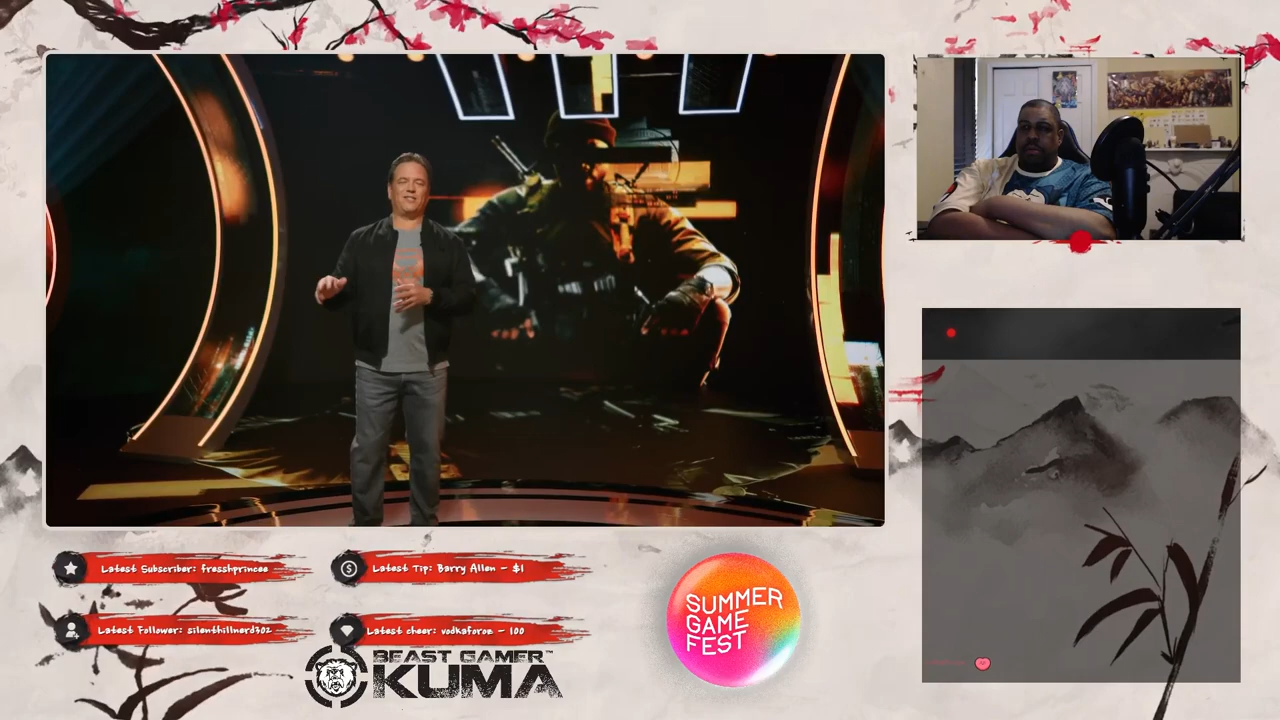 Latest Subscriber: fresshprincee
Latest Tip: Barry Allen - $1
Latest Follower: silenthillnerd302
Latest cheer: vodkaforce - 100
SUMMER
GAME
FEST
BEAST GAMER™
KUMA